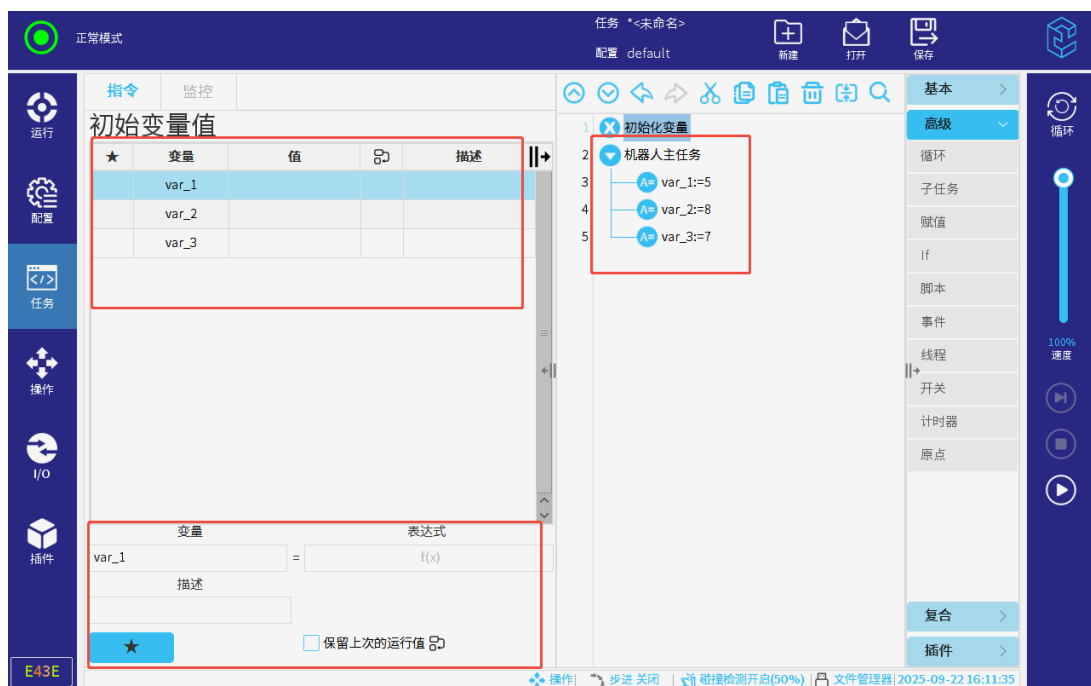 正常模式
任务 *<未命名>
配置 default
新建
打开
保存
运行
配置
任务
操作
I/O
插件
E43E
指令 监控
初始变量值
★ 变量 值 描述
var_1
var_2
var_3
变量 表达式
var_1 = f(x)
描述
★
保留上次的运行值
1 初始化变量
2 机器人主任务
3 A= var_1:=5
4 A= var_2:=8
5 A= var_3:=7
基本
高级
循环
子任务
赋值
If
脚本
事件
线程
开关
计时器
原点
复合
插件
循环
100%
速度
操作| 步进 关闭 | 碰撞检测开启(50%) | 文件管理器|2025-09-22 16:11:35